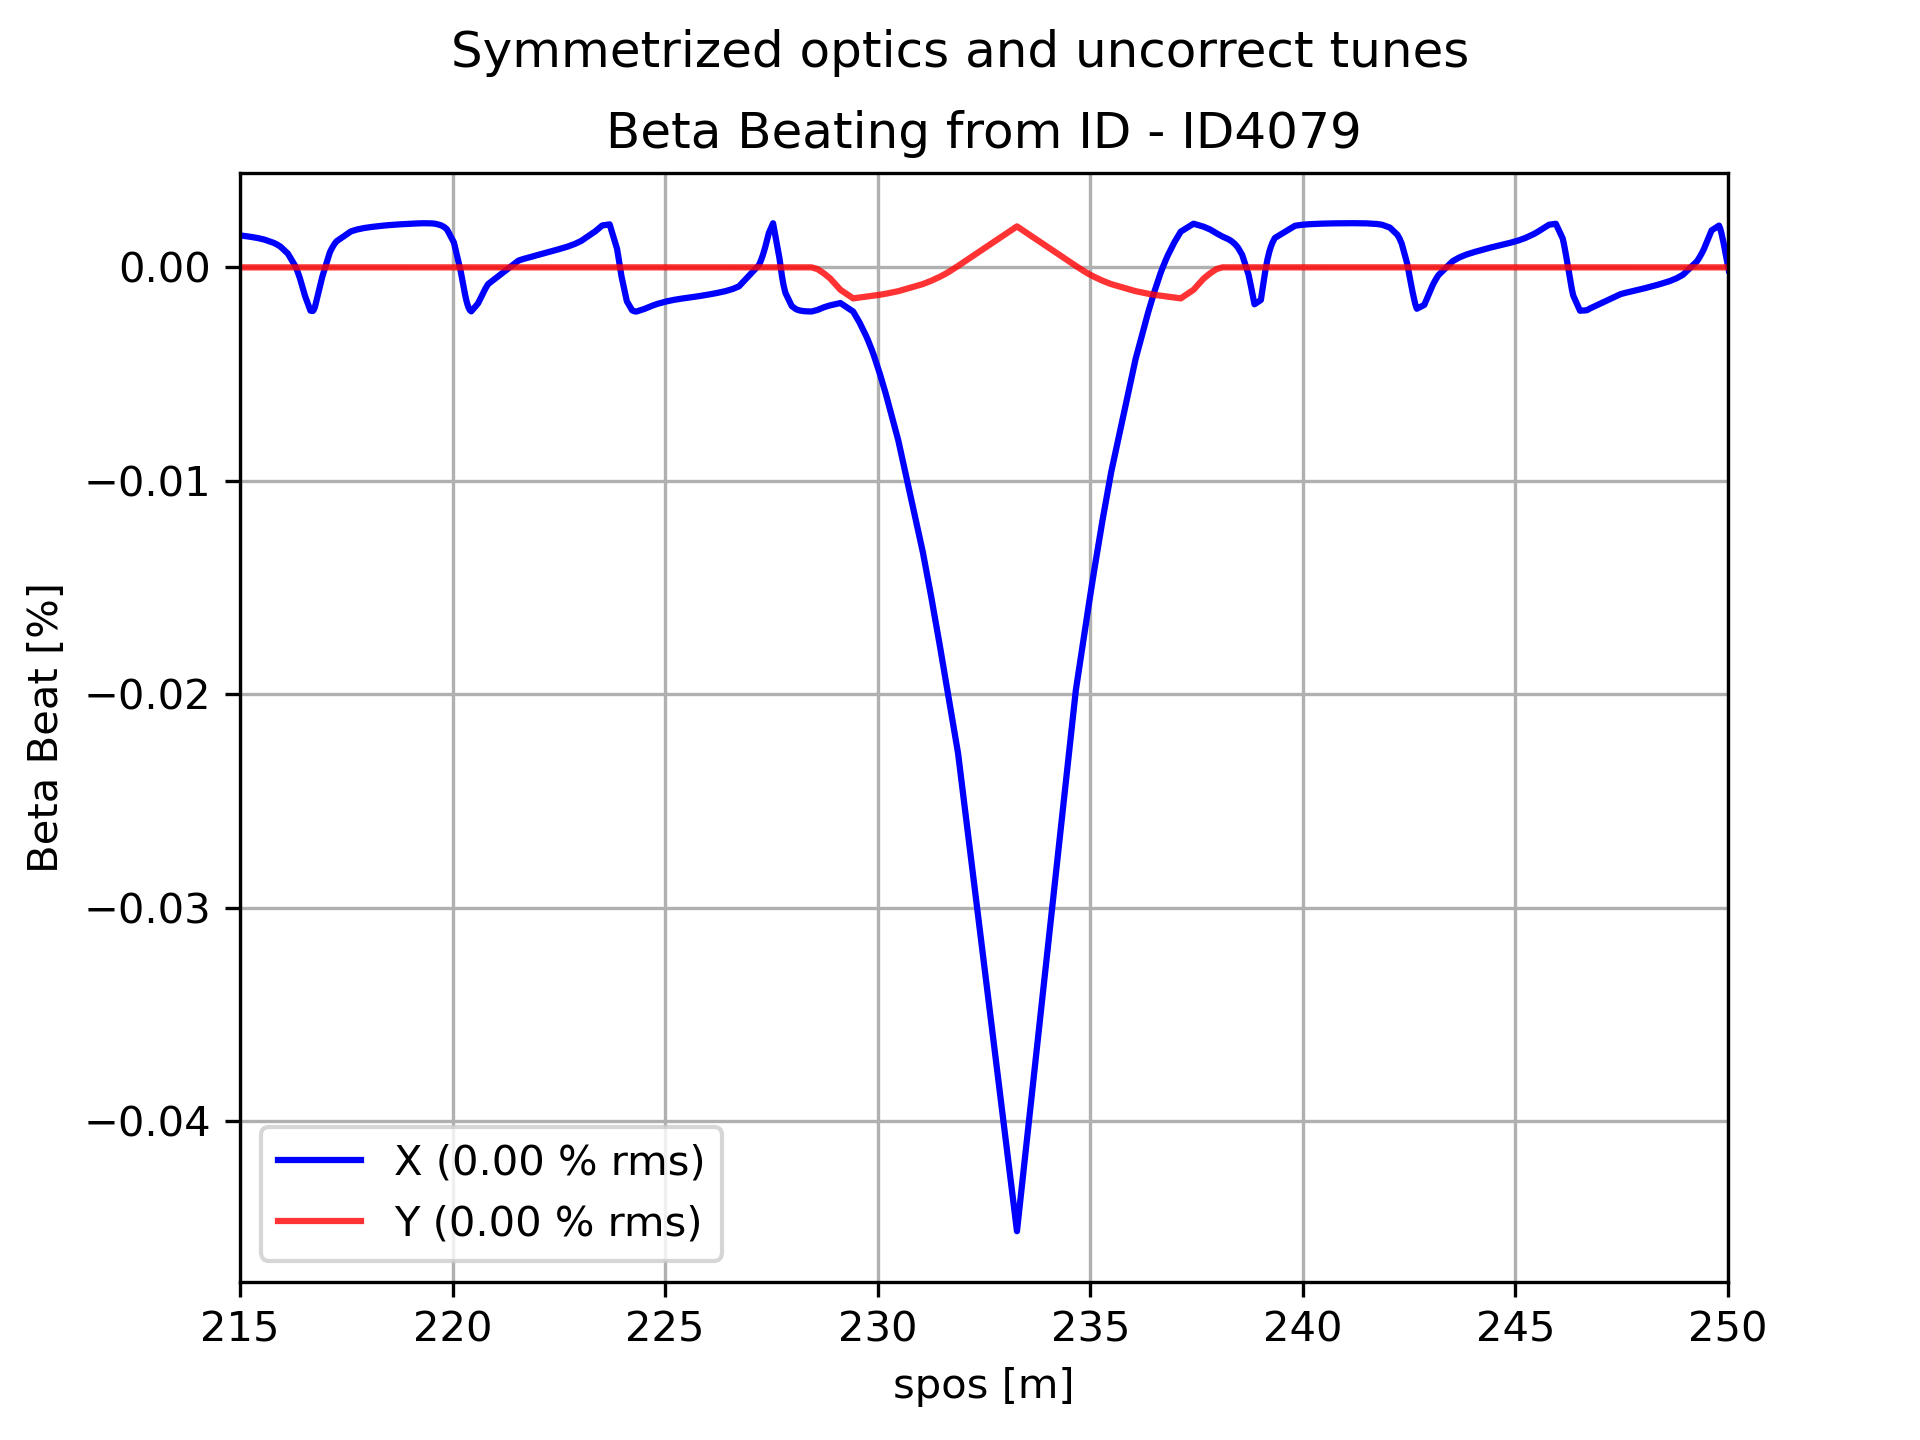 Symmetrized optics and uncorrect tunes
Beta Beating from ID - ID4079
0.00
−0.01
−0.02
−0.03
−0.04
Beta Beat [%]
X (0.00 % rms)
Y (0.00 % rms)
215 220 225 230 235 240 245 250
spos [m]